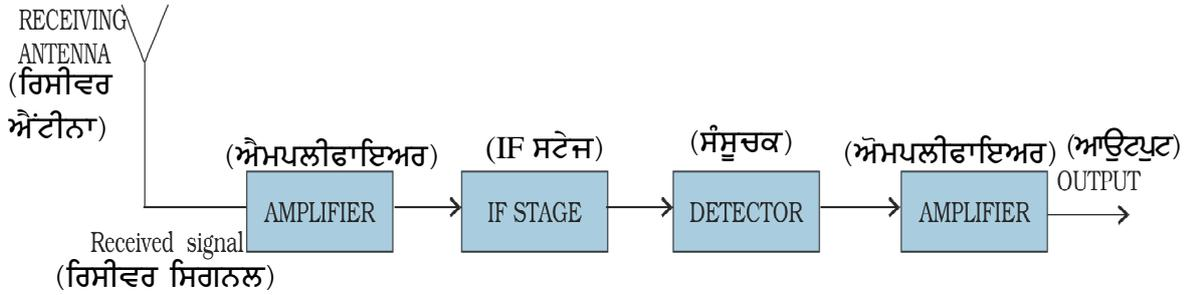 RECEIVING
ANTENNA
(ਰਿਸੀਵਰ
ਐਂਟੀਨਾ)
(ਐਮਪਲੀਫਾਇਅਰ)
(IF ਸਟੇਜ)
(ਸੰਸੂਚਕ)
(ਔਮਪਲੀਫਾਇਅਰ)
(ਆਉਟਪੁਟ)
OUTPUT
AMPLIFIER
IF STAGE
DETECTOR
AMPLIFIER
Received signal
(ਰਿਸੀਵਰ ਸਿਗਨਲ)